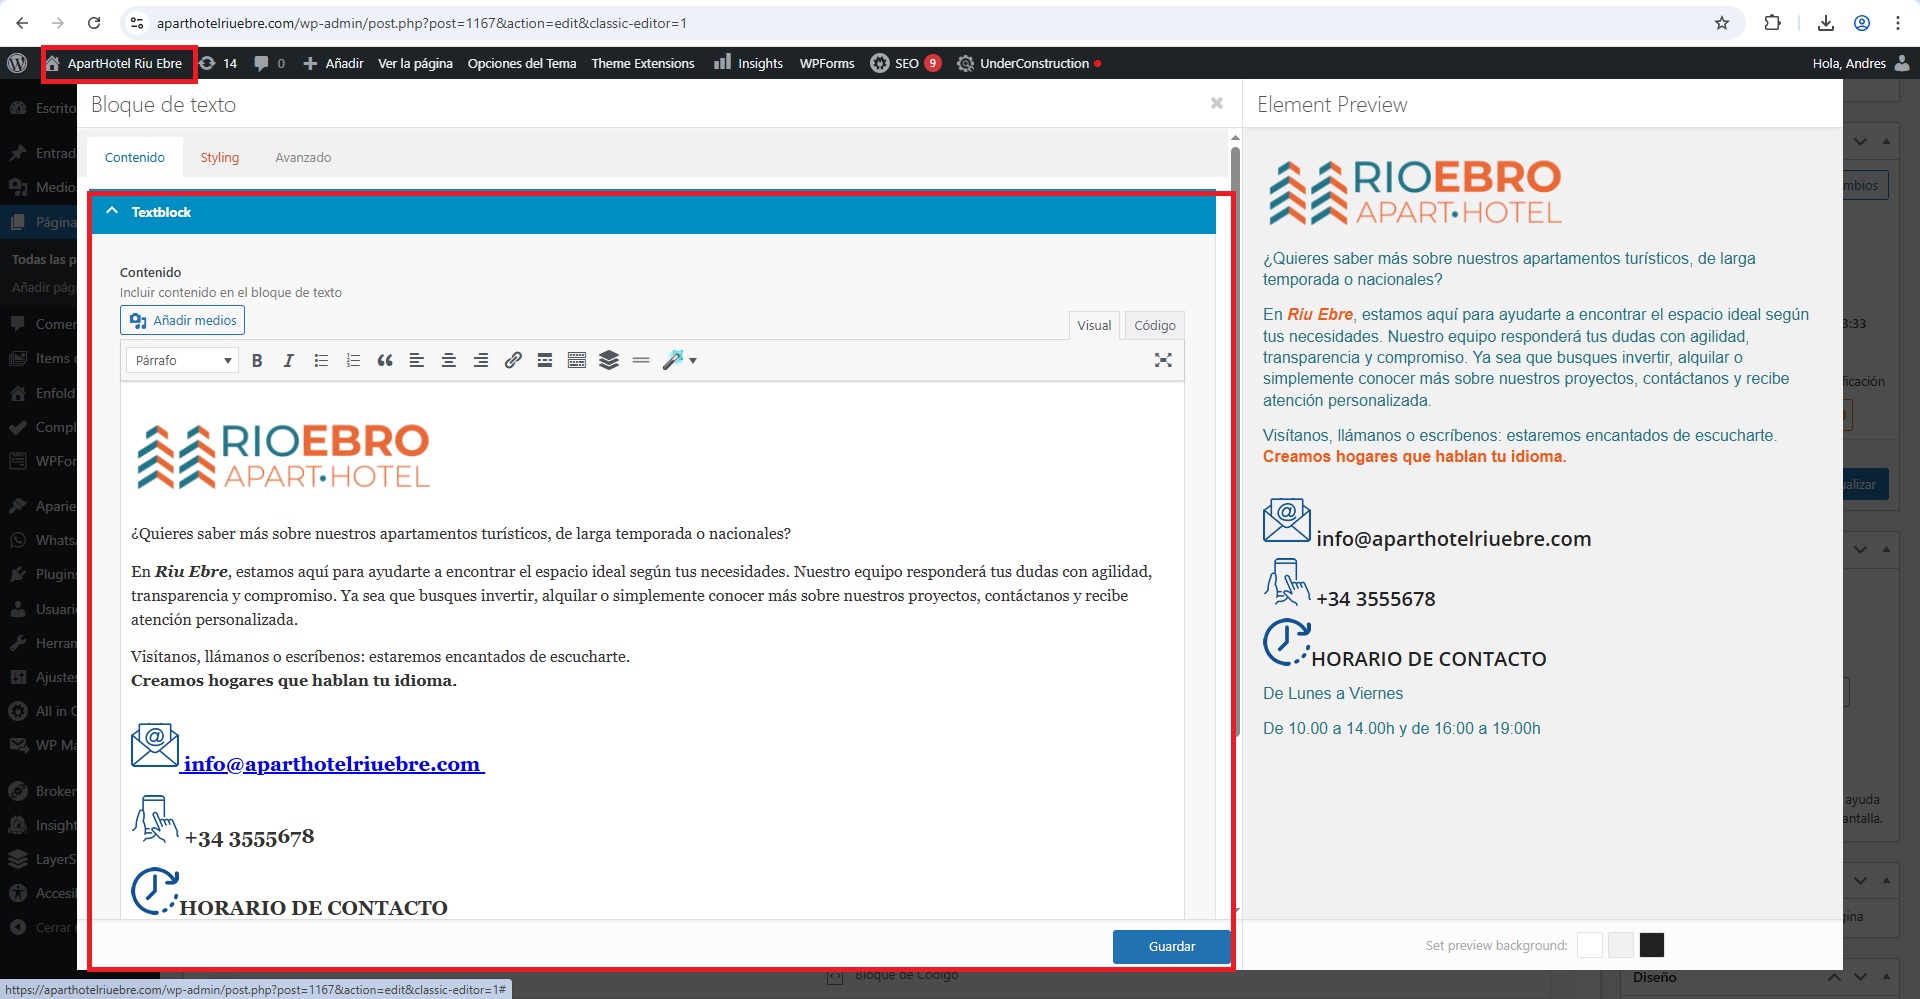 aparthotelriuebre.com/wp-admin/post.php?post=1167&action=edit&classic-editor=1
ApartHotel Riu Ebre 14 0 Añadir Ver la página Opciones del Tema Theme Extensions Insights WPForms SEO 9 UnderConstruction Hola, Andres
Escrito
Entrad
Medios
Página
Todas las p
Añadir pág
Comer
Items d
Enfold
Compl
WPFor
Aparie
Whats
Plugins
Usuari
Herran
Ajustes
All in C
WP Ma
Broker
Insight
LayerS
Accesil
Cerrar
Bloque de texto
Contenido Styling Avanzado
Textblock
Contenido
Incluir contenido en el bloque de texto
Añadir medios
Visual Código
Párrafo
RIOEBRO
APART·HOTEL
¿Quieres saber más sobre nuestros apartamentos turísticos, de larga temporada o nacionales?
En Riu Ebre, estamos aquí para ayudarte a encontrar el espacio ideal según tus necesidades. Nuestro equipo responderá tus dudas con agilidad,
transparencia y compromiso. Ya sea que busques invertir, alquilar o simplemente conocer más sobre nuestros proyectos, contáctanos y recibe
atención personalizada.
Visítanos, llámanos o escríbenos: estaremos encantados de escucharte.
Creamos hogares que hablan tu idioma.
info@aparthotelriuebre.com
+34 3555678
HORARIO DE CONTACTO
Guardar
Element Preview
RIOEBRO
APART·HOTEL
¿Quieres saber más sobre nuestros apartamentos turísticos, de larga
temporada o nacionales?
En Riu Ebre, estamos aquí para ayudarte a encontrar el espacio ideal según
tus necesidades. Nuestro equipo responderá tus dudas con agilidad,
transparencia y compromiso. Ya sea que busques invertir, alquilar o
simplemente conocer más sobre nuestros proyectos, contáctanos y recibe
atención personalizada.
Visítanos, llámanos o escríbenos: estaremos encantados de escucharte.
Creamos hogares que hablan tu idioma.
info@aparthotelriuebre.com
+34 3555678
HORARIO DE CONTACTO
De Lunes a Viernes
De 10.00 a 14.00h y de 16:00 a 19:00h
Set preview background:
mbios
3:33
ficación
ualizar
ayuda
antalla.
gina
Bloque de Código
Diseño
https://aparthotelriuebre.com/wp-admin/post.php?post=1167&action=edit&classic-editor=1#